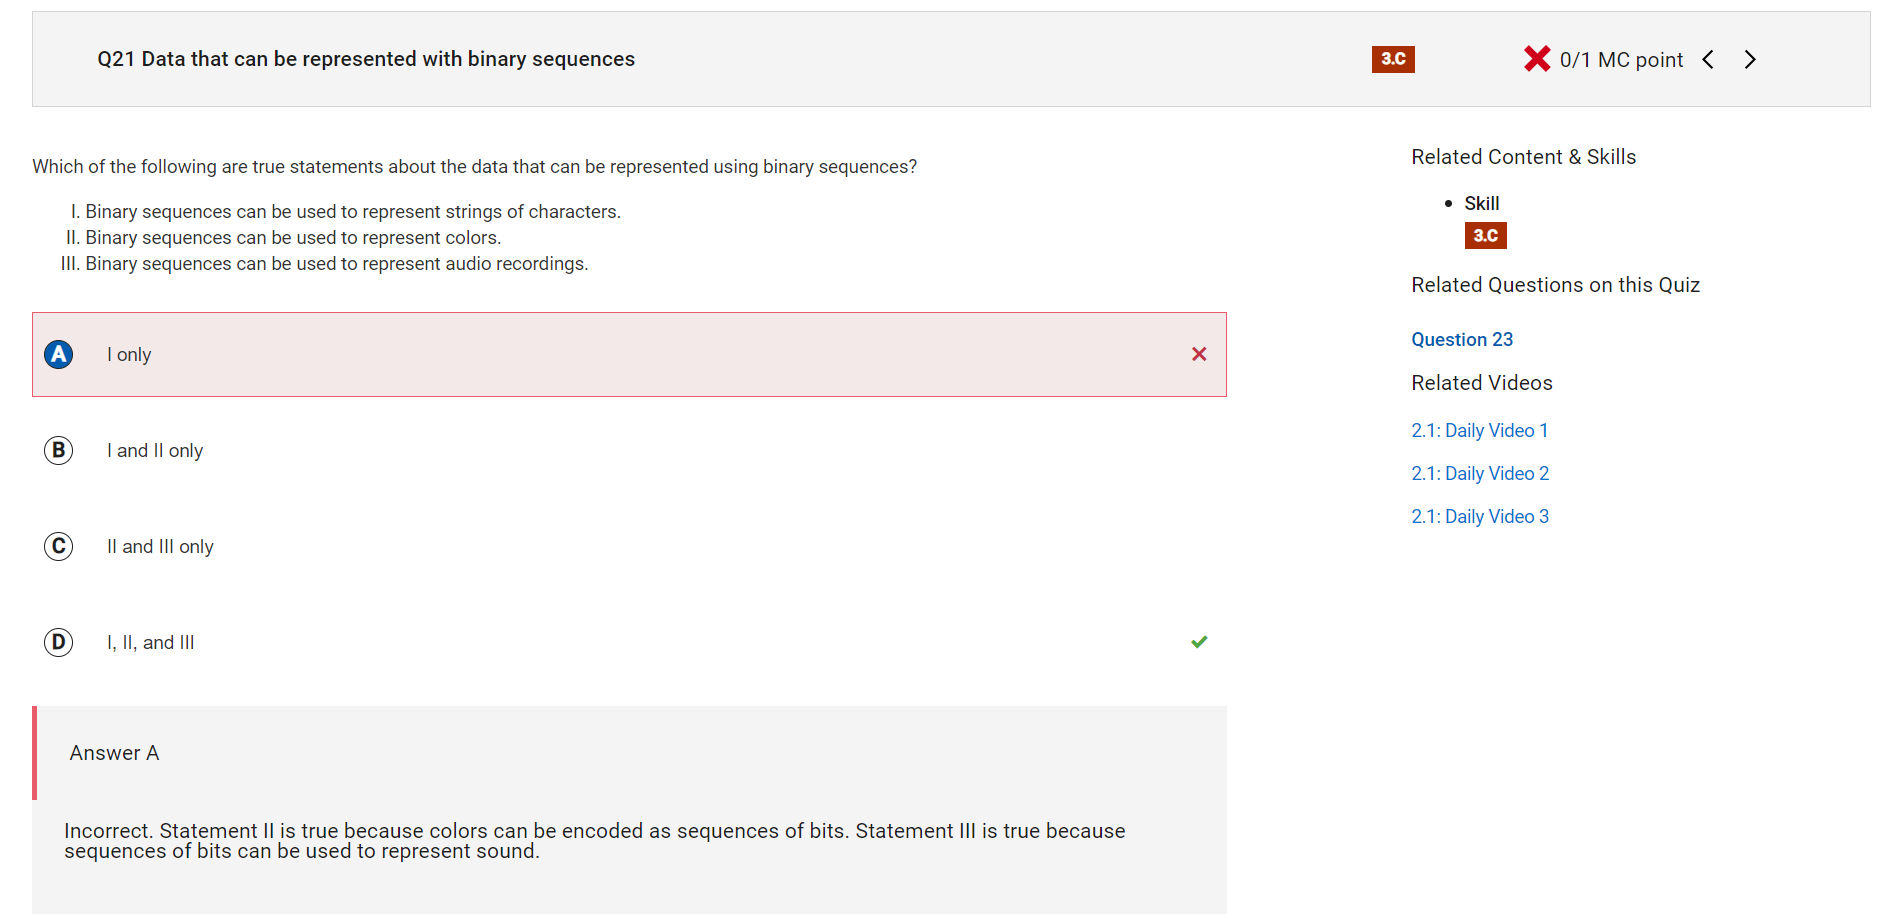 Q21 Data that can be represented with binary sequences
3.C
0/1 MC point
Which of the following are true statements about the data that can be represented using binary sequences?
I. Binary sequences can be used to represent strings of characters.
II. Binary sequences can be used to represent colors.
III. Binary sequences can be used to represent audio recordings.
A I only
B I and II only
C II and III only
D I, II, and III
Answer A
Incorrect. Statement II is true because colors can be encoded as sequences of bits. Statement III is true because
sequences of bits can be used to represent sound.
Related Content & Skills
Skill
3.C
Related Questions on this Quiz
Question 23
Related Videos
2.1: Daily Video 1
2.1: Daily Video 2
2.1: Daily Video 3